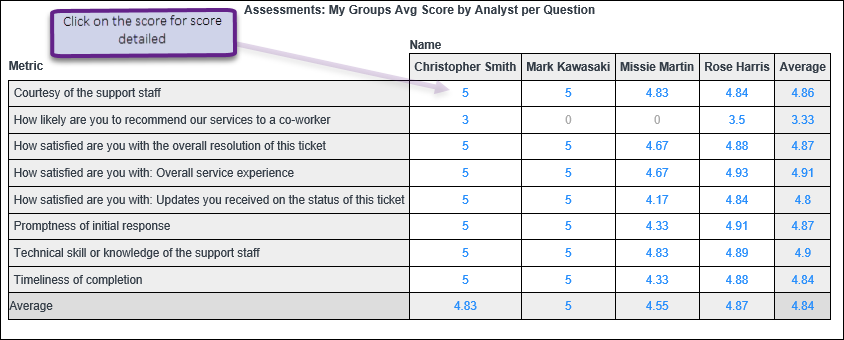 Assessments: My Groups Avg Score by Analyst per Question
Click on the score for score
detailed
Name
Metric Christopher Smith Mark Kawasaki Missie Martin Rose Harris Average
Courtesy of the support staff 5 5 4.83 4.84 4.86
How likely are you to recommend our services to a co-worker 3 0 0 3.5 3.33
How satisfied are you with the overall resolution of this ticket 5 5 4.67 4.88 4.87
How satisfied are you with: Overall service experience 5 5 4.67 4.93 4.91
How satisfied are you with: Updates you received on the status of this ticket 5 5 4.17 4.84 4.8
Promptness of initial response 5 5 4.33 4.91 4.87
Technical skill or knowledge of the support staff 5 5 4.83 4.89 4.9
Timeliness of completion 5 5 4.33 4.88 4.84
Average 4.83 5 4.55 4.87 4.84